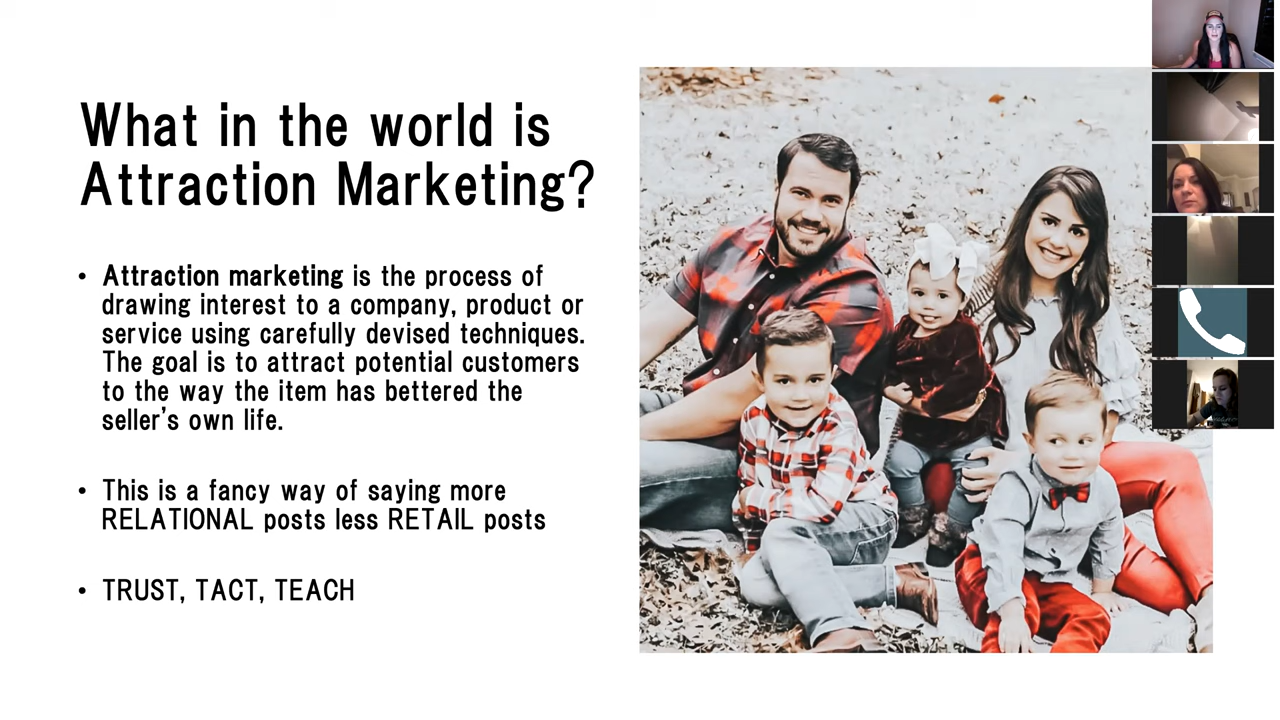 What in the world is
Attraction Marketing?
• Attraction marketing is the process of
drawing interest to a company, product or
service using carefully devised techniques.
The goal is to attract potential customers
to the way the item has bettered the
seller's own life.
• This is a fancy way of saying more
RELATIONAL posts less RETAIL posts
• TRUST, TACT, TEACH